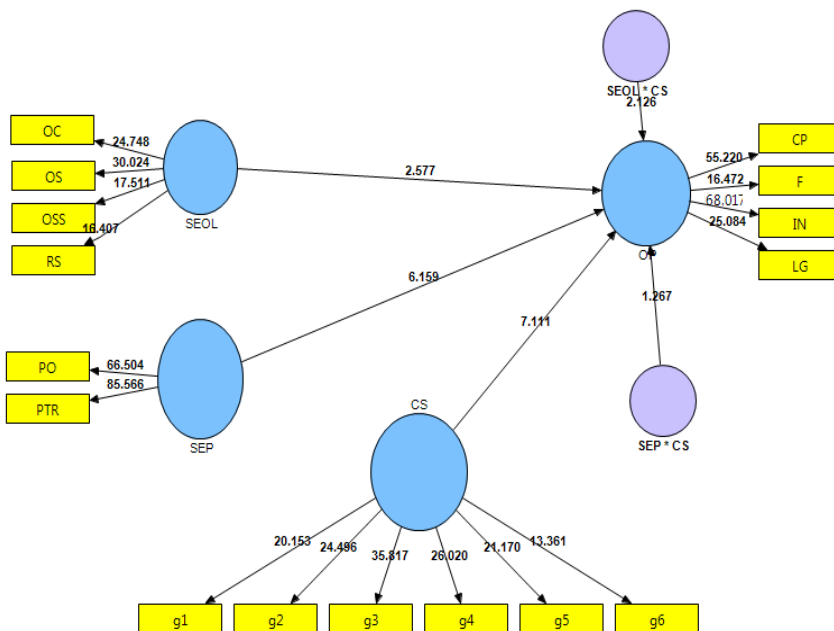 SEOL * CS
2.126
OC
24.748
OS
30.024
OSS
17.511
RS
16.407
SEOL
2.577
CP
55.220
F
16.472
IN
68.017
LG
25.084
OP
6.159
7.111
1.267
PO
66.504
PTR
85.566
SEP
CS
SEP * CS
20.153
24.496
35.817
26.020
21.170
13.361
g1
g2
g3
g4
g5
g6